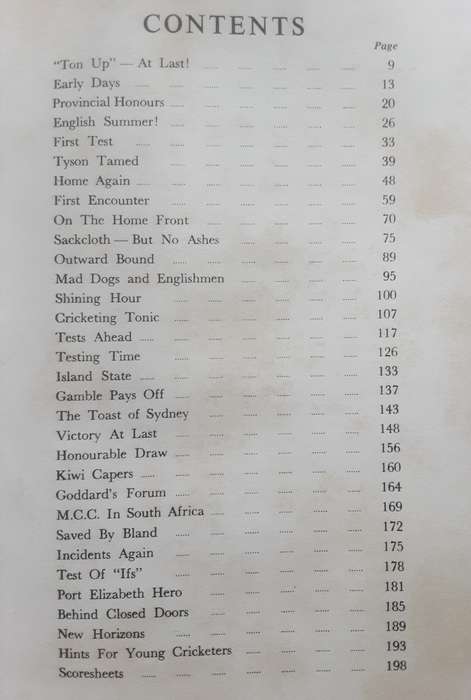 CONTENTS
Page
"Ton Up" — At Last! ...... ...... ...... ...... ...... 9
Early Days ...... ...... ...... ...... ...... ...... 13
Provincial Honours ...... ...... ...... ...... ...... ...... 20
English Summer! ...... ...... ...... ...... ...... ...... 26
First Test ...... ...... ...... ...... ...... ...... 33
Tyson Tamed ...... ...... ...... ...... ...... 39
Home Again ...... ...... ...... ...... ...... ...... 48
First Encounter ...... ...... ...... ...... ...... 59
On The Home Front ...... ...... ...... ...... 70
Sackcloth — But No Ashes ...... ...... ...... ...... 75
Outward Bound ...... ...... ...... ...... ...... 89
Mad Dogs and Englishmen ...... ...... ...... ...... 95
Shining Hour ...... ...... ...... ...... ...... ...... 100
Cricketing Tonic ...... ...... ...... ...... ...... ...... 107
Tests Ahead ...... ...... ...... ...... ...... ...... 117
Testing Time ...... ...... ...... ...... ...... ...... 126
Island State ...... ...... ...... ...... ...... ...... 133
Gamble Pays Off ...... ...... ...... ...... ...... 137
The Toast of Sydney ...... ...... ...... ...... ...... 143
Victory At Last ...... ...... ...... ...... ...... 148
Honourable Draw ...... ...... ...... ...... ...... ...... 156
Kiwi Capers ...... ...... ...... ...... ...... ...... 160
Goddard's Forum ...... ...... ...... ...... ...... ...... 164
M.C.C. In South Africa ...... ...... ...... ...... ...... 169
Saved By Bland ...... ...... ...... ...... ...... 172
Incidents Again ...... ...... ...... ...... ...... 175
Test Of "Ifs" ...... ...... ...... ...... ...... 178
Port Elizabeth Hero ...... ...... ...... ...... ...... 181
Behind Closed Doors ...... ...... ...... ...... ...... 185
New Horizons ...... ...... ...... ...... ...... 189
Hints For Young Cricketers ...... ...... ...... ...... 193
Scoresheets ...... ...... ...... ...... ...... ...... 198